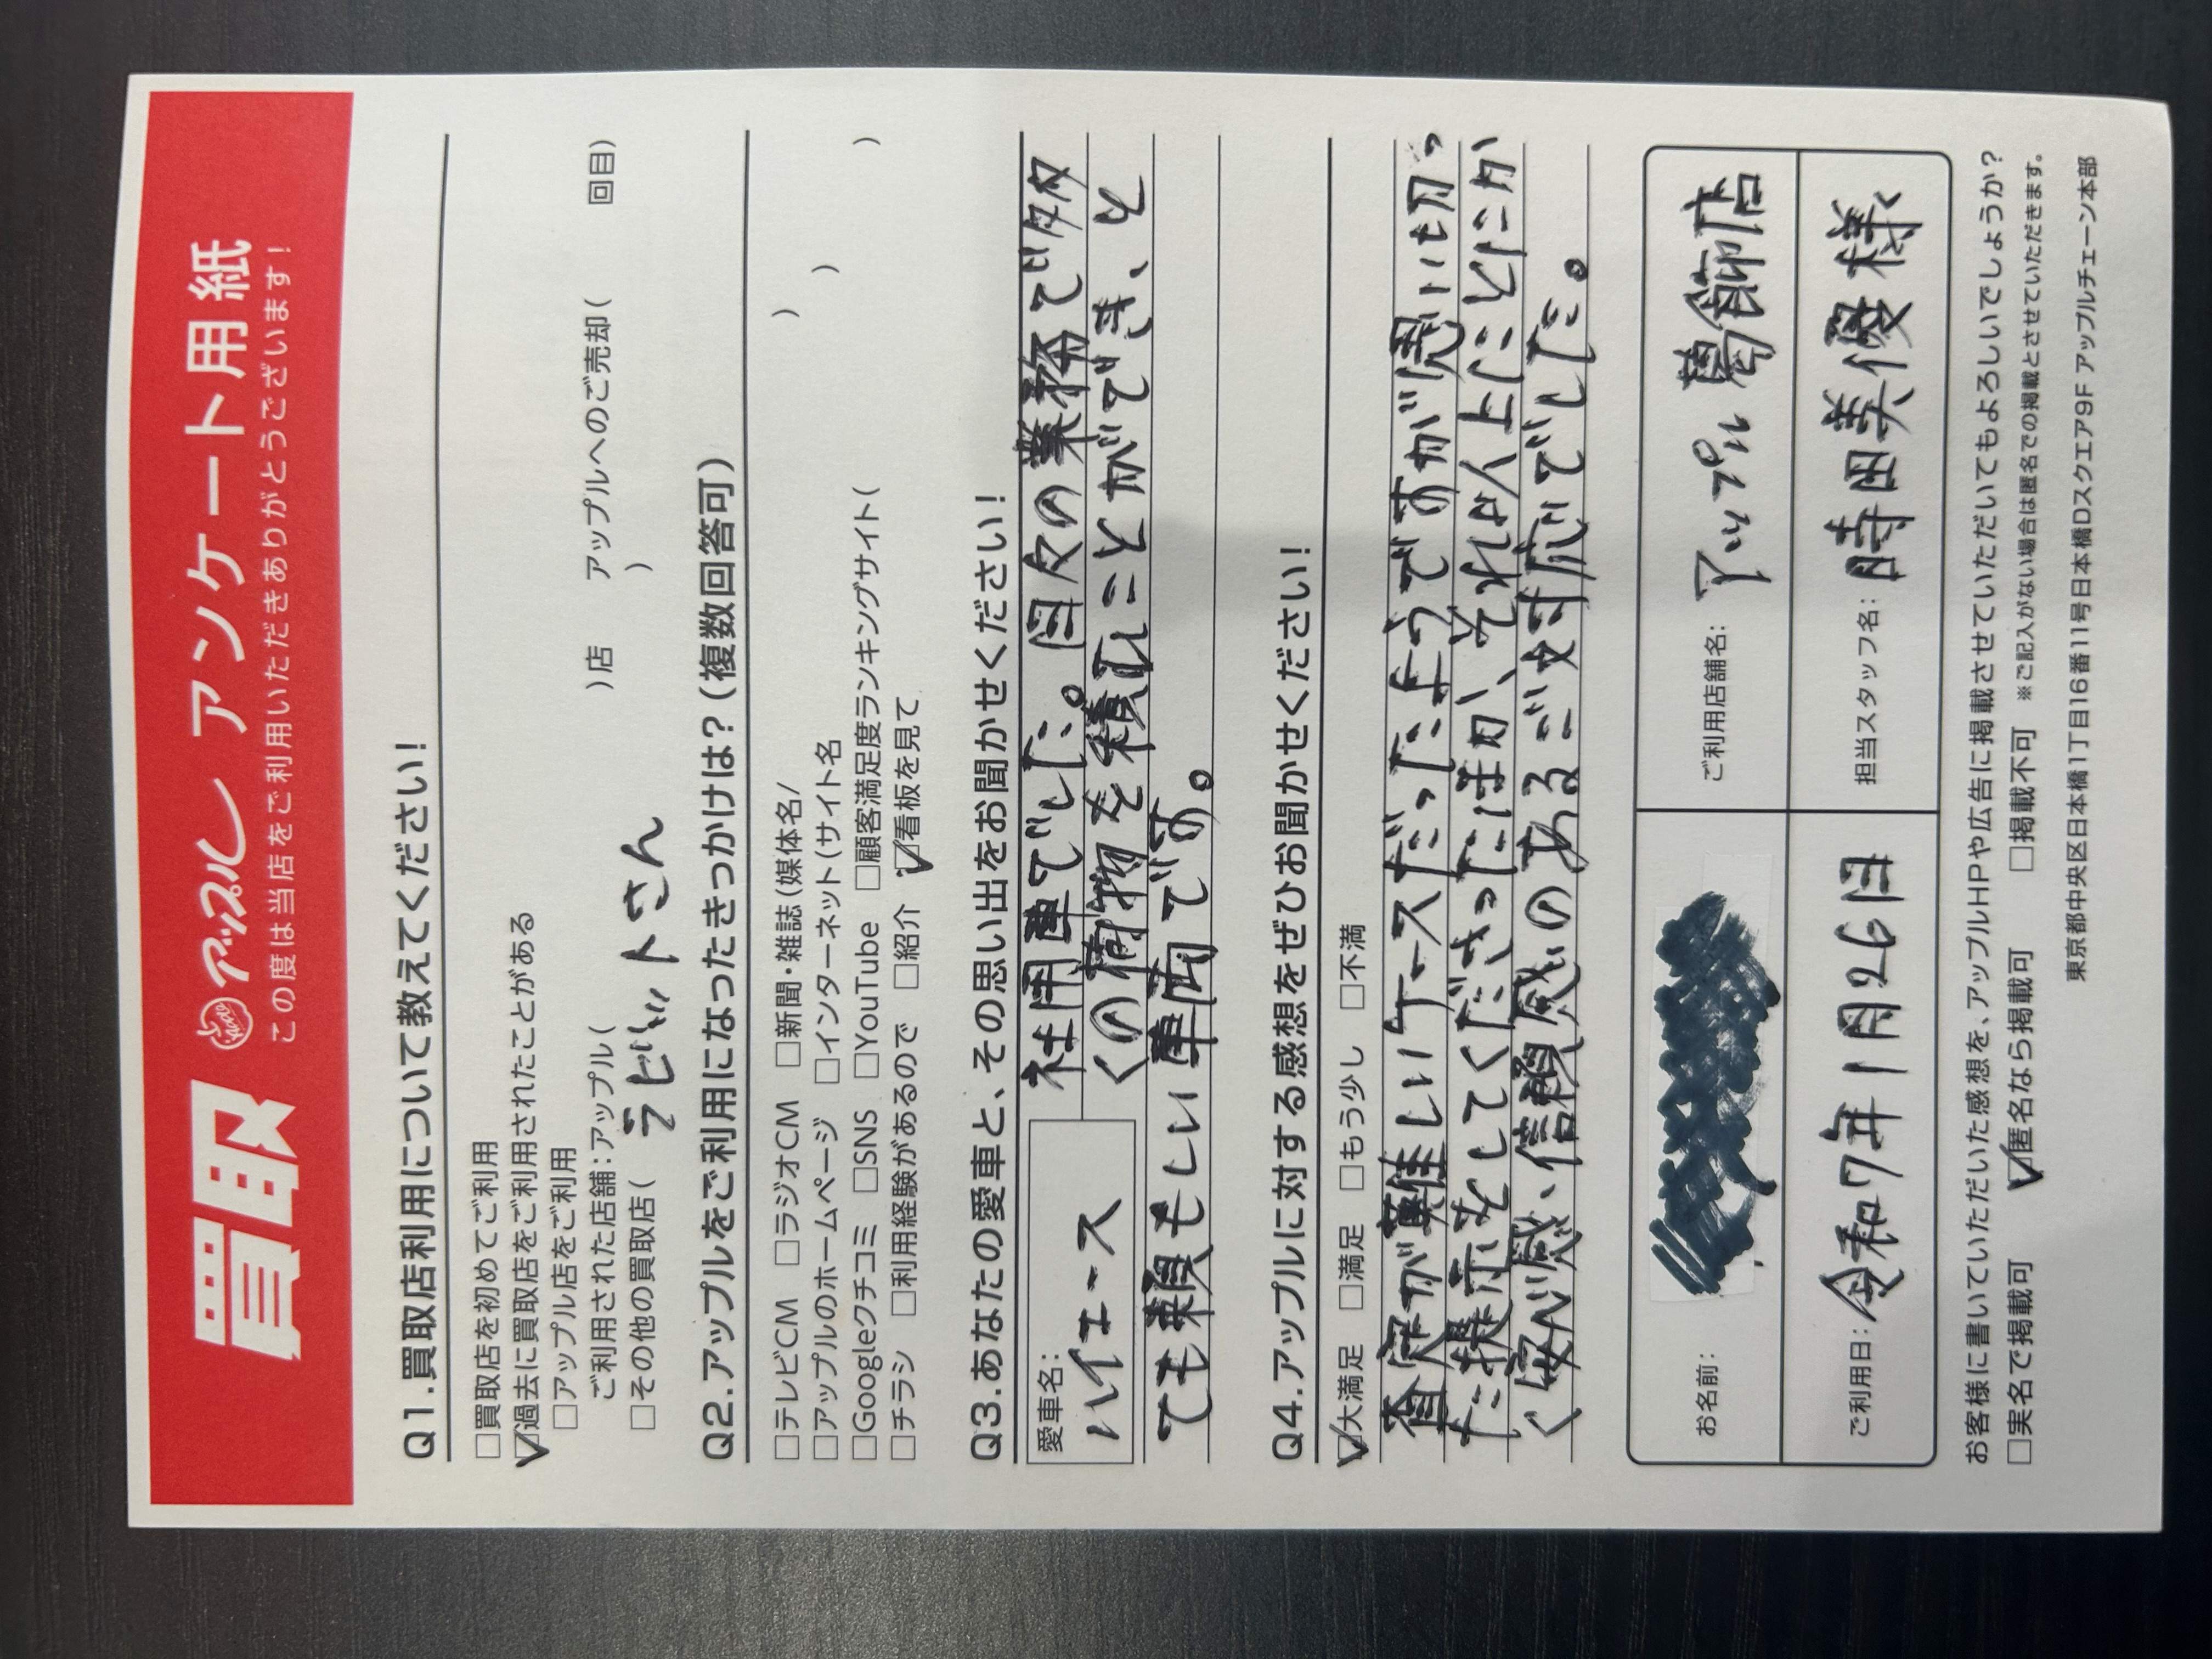 買取 アップル アンケート用紙
この度は当店をご利用いただきありがとうございます!
Q1.買取店利用について教えてください!
□買取店を初めてご利用
☑過去に買取店をご利用されたことがある
□アップル店をご利用
ご利用された店舗:アップル( )店 アップルへのご売却( 回目)
□その他の買取店( ラビットさん )
Q2.アップルをご利用になったきっかけは?(複数回答可)
□テレビCM □ラジオCM □新聞・雑誌(媒体名/ )
□アップルのホームページ □インターネット(サイト名 )
□Googleクチコミ □SNS □YouTube □顧客満足度ランキングサイト( )
□チラシ □利用経験があるので □紹介 ☑看板を見て
Q3.あなたの愛車と、その思い出をお聞かせください!
愛車名: ハイエース
社用車でした。日々の業務で多々
くの荷物を積むことができ、と
ても頼もしい車両です。
Q4.アップルに対する感想をぜひお聞かせください!
☑大満足 □満足 □もう少し □不満
査定が難しいケースだったようですが思い切っ
た提示をしてくださったほか、それ以上にとにか
く安心感、信頼感のあるご対応でした。
お名前:
ご利用店舗名: アップル 葛飾店
ご利用日: 令和7年1月26日
担当スタッフ名: 時田美優様
お客様に書いていただいた感想を、アップルHPや広告に掲載させていただいてもよろしいでしょうか?
□実名で掲載可 ☑匿名なら掲載可 □掲載不可 ※ご記入がない場合は匿名での掲載とさせていただきます。
東京都中央区日本橋1丁目16番11号日本橋Dスクエア9F アップルチェーン本部